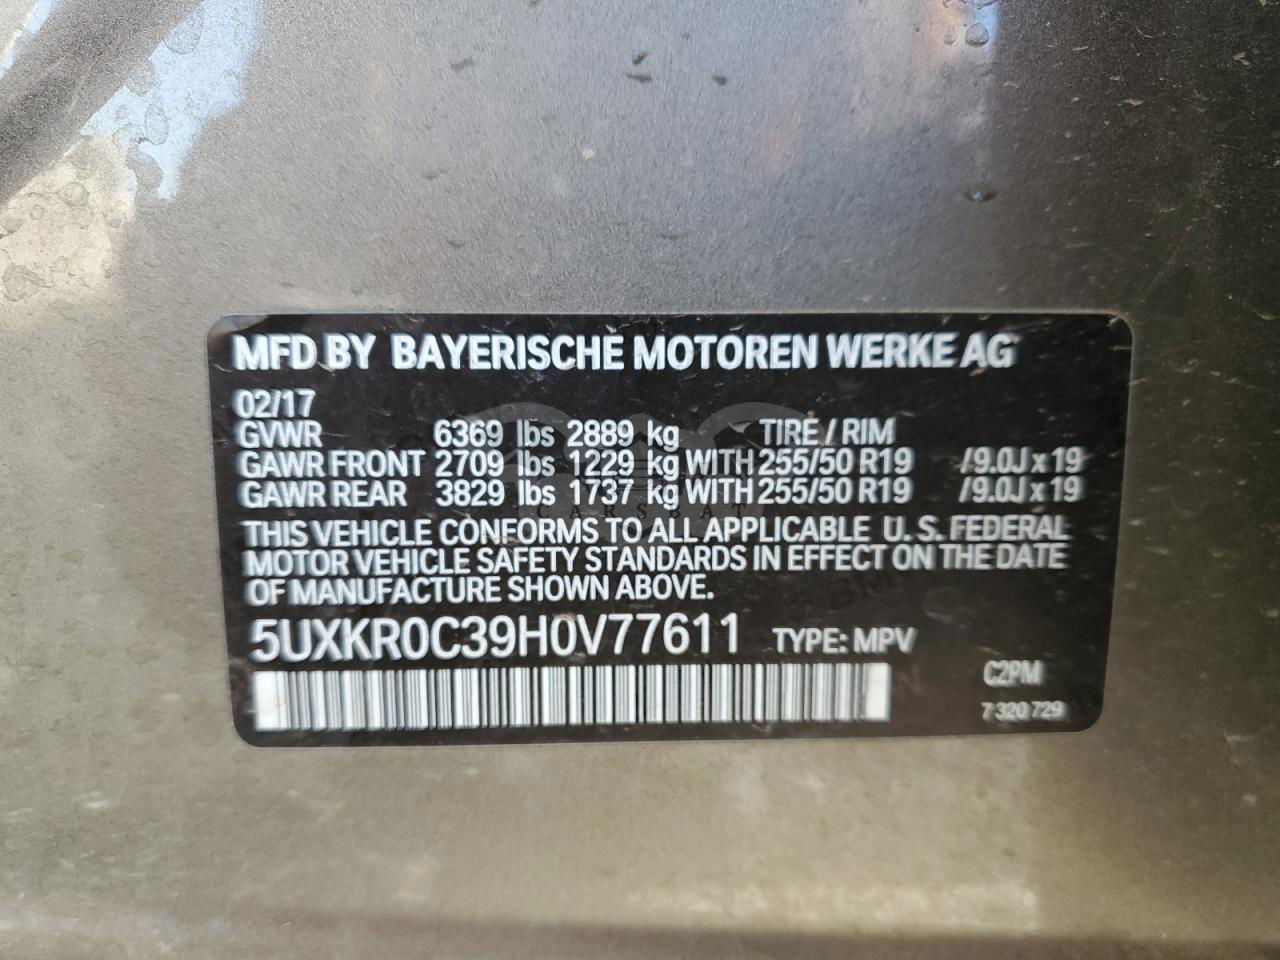 MFD BY BAYERISCHE MOTOREN WERKE AG
02/17
GVWR 6369 lbs 2889 kg TIRE / RIM
GAWR FRONT 2709 lbs 1229 kg WITH 255/50 R19 /9.0J x 19
GAWR REAR 3829 lbs 1737 kg WITH 255/50 R19 /9.0J x 19
CARSBAT
THIS VEHICLE CONFORMS TO ALL APPLICABLE U.S. FEDERAL
MOTOR VEHICLE SAFETY STANDARDS IN EFFECT ON THE DATE
OF MANUFACTURE SHOWN ABOVE.
5UXKR0C39H0V77611 TYPE: MPV
C2PM
7 320 729